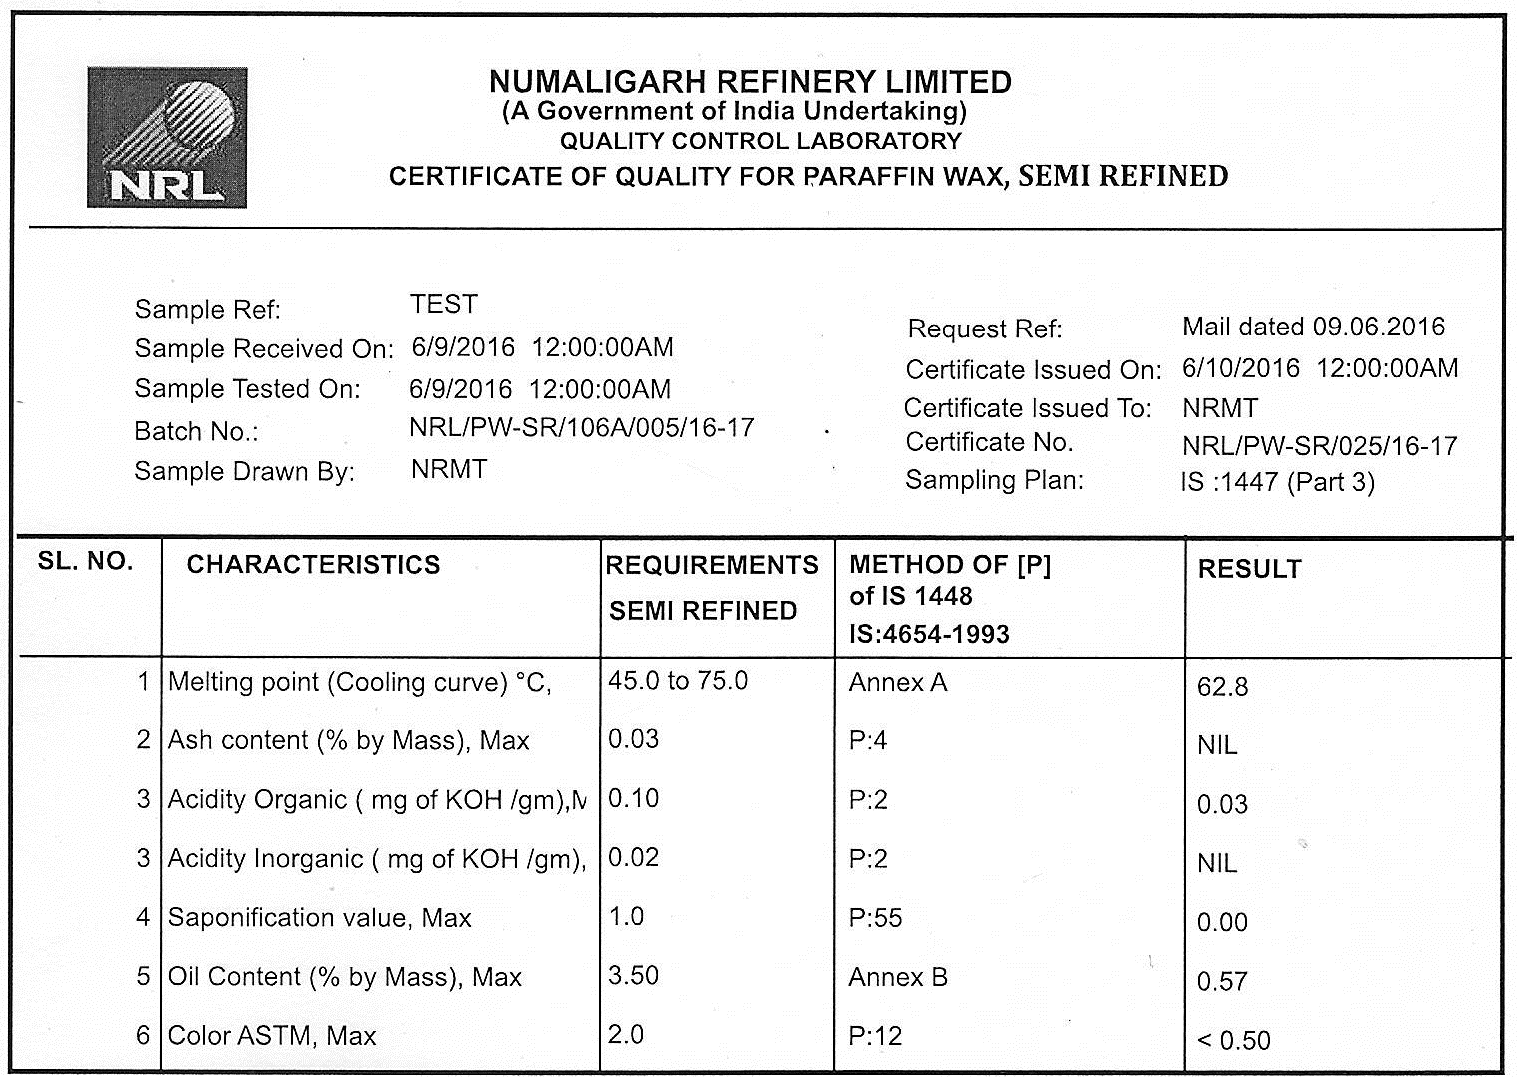 NRL
NUMALIGARH REFINERY LIMITED
(A Government of India Undertaking)
QUALITY CONTROL LABORATORY
CERTIFICATE OF QUALITY FOR PARAFFIN WAX, SEMI REFINED
Sample Ref: TEST
Sample Received On: 6/9/2016 12:00:00AM
Sample Tested On: 6/9/2016 12:00:00AM
Batch No.: NRL/PW-SR/106A/005/16-17
Sample Drawn By: NRMT
Request Ref: Mail dated 09.06.2016
Certificate Issued On: 6/10/2016 12:00:00AM
Certificate Issued To: NRMT
Certificate No. NRL/PW-SR/025/16-17
Sampling Plan: IS :1447 (Part 3)
SL. NO. CHARACTERISTICS REQUIREMENTS METHOD OF [P] RESULT
SEMI REFINED of IS 1448
IS:4654-1993
1 Melting point (Cooling curve) °C, 45.0 to 75.0 Annex A 62.8
2 Ash content (% by Mass), Max 0.03 P:4 NIL
3 Acidity Organic ( mg of KOH /gm), 0.10 P:2 0.03
3 Acidity Inorganic ( mg of KOH /gm), 0.02 P:2 NIL
4 Saponification value, Max 1.0 P:55 0.00
5 Oil Content (% by Mass), Max 3.50 Annex B 0.57
6 Color ASTM, Max 2.0 P:12 < 0.50